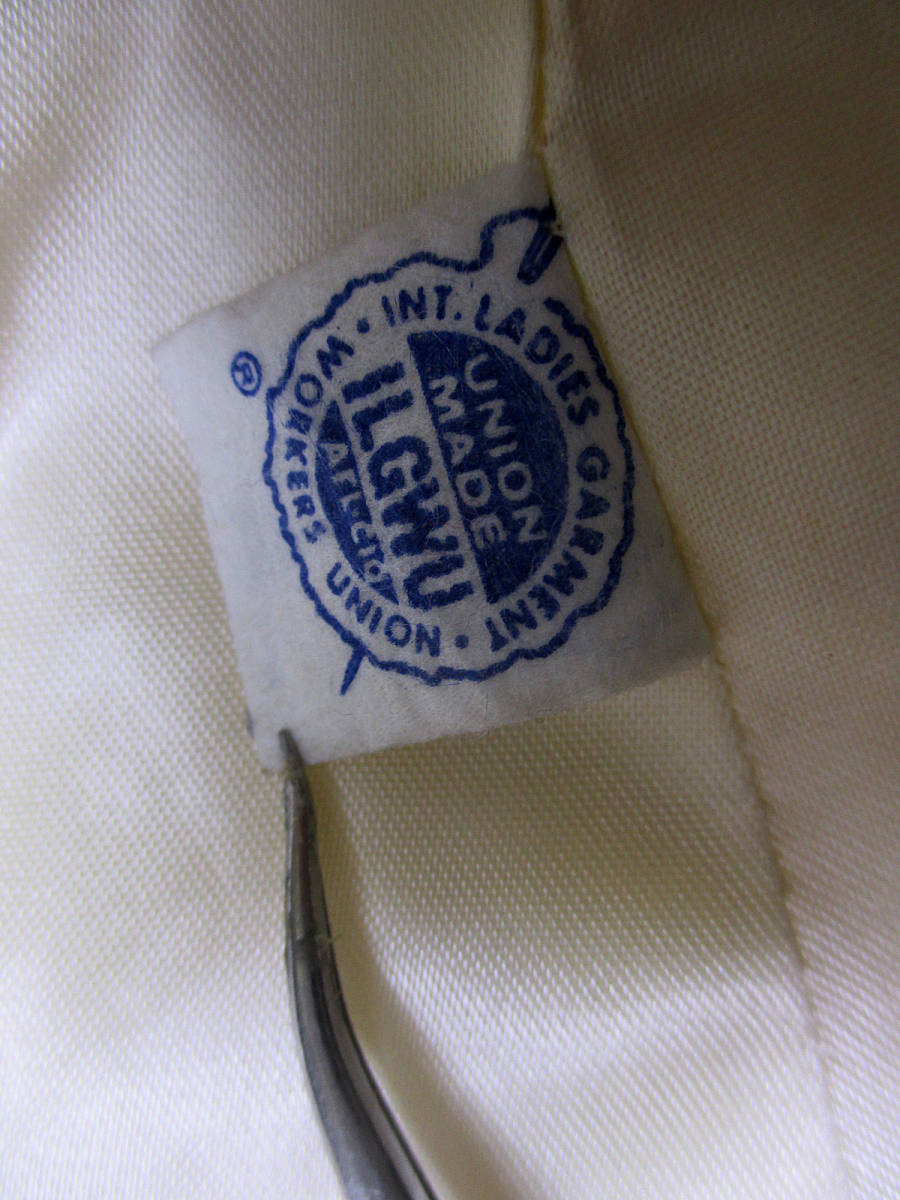 INT. LADIES GARMENT
WORKERS UNION
UNION
MADE
ILGWU
AFL-CIO
®